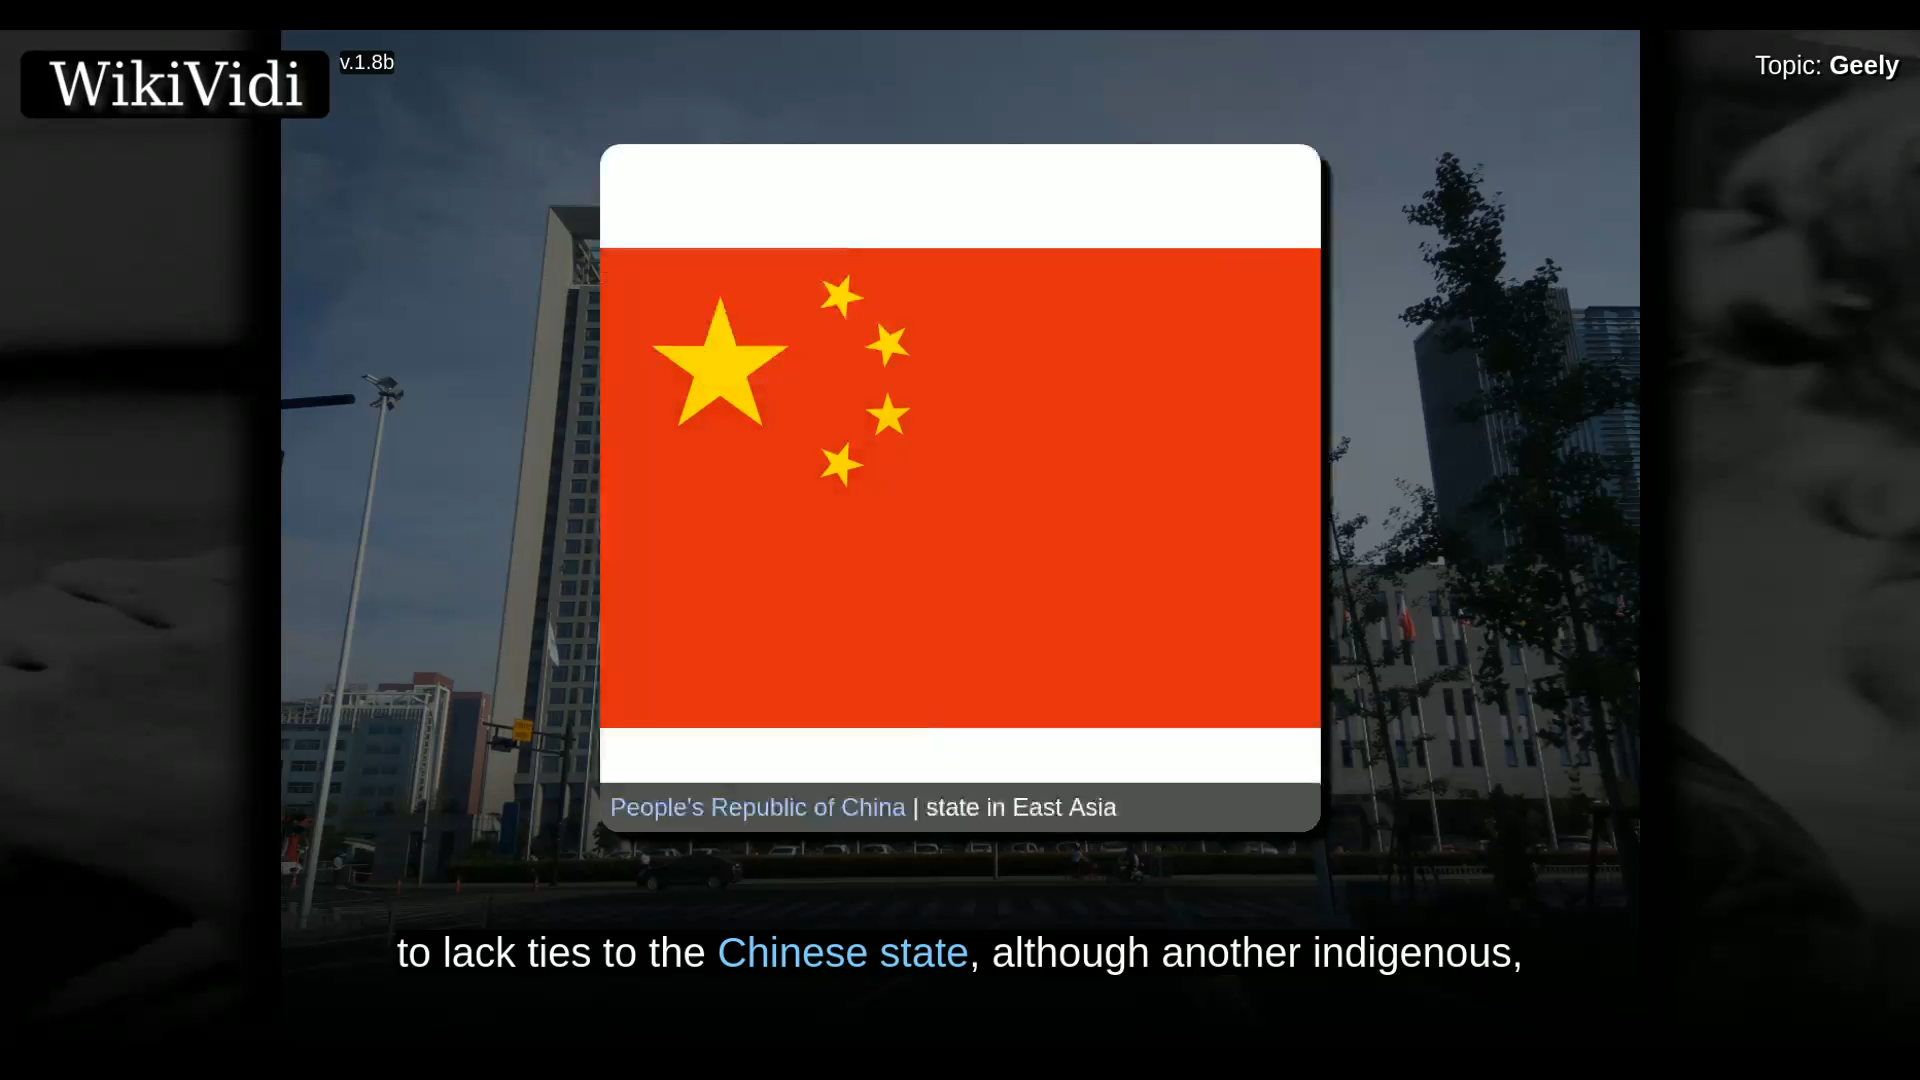 WikiVidi
v.1.8b
Topic: Geely
People's Republic of China | state in East Asia
to lack ties to the Chinese state, although another indigenous,